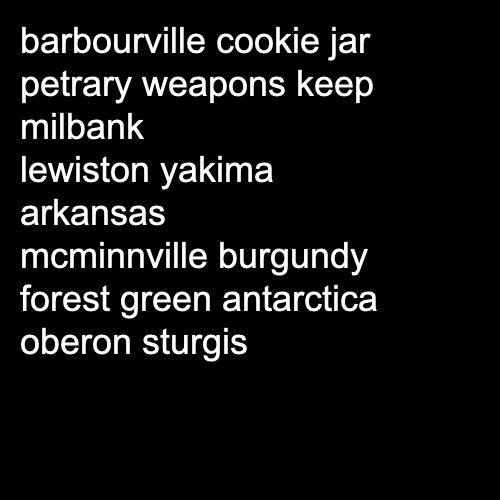 barbourville cookie jar
petrary weapons keep
milbank
lewiston yakima
arkansas
mcminnville burgundy
forest green antarctica
oberon sturgis